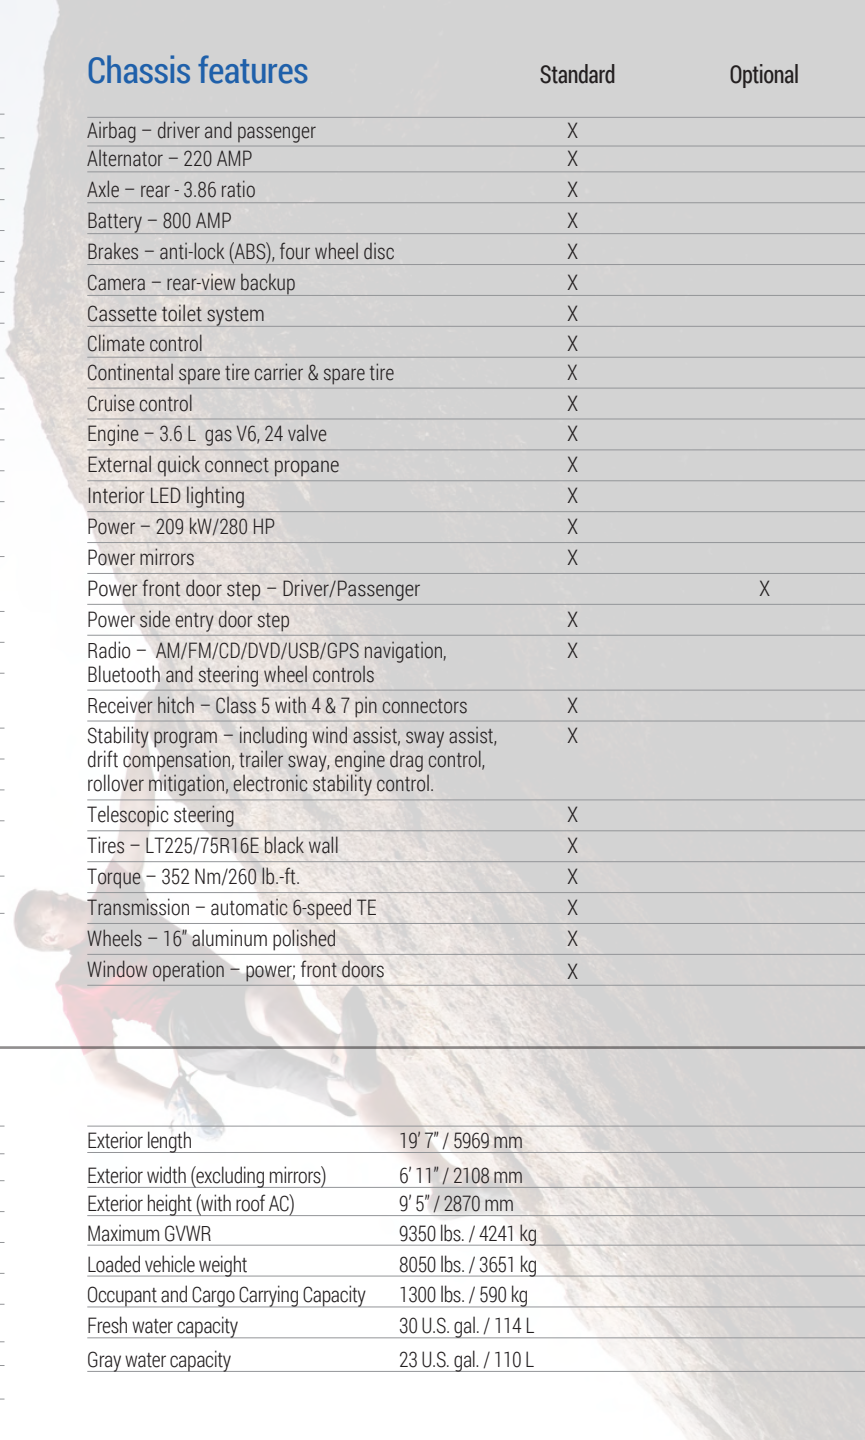 Chassis features Standard Optional
Airbag – driver and passenger X
Alternator – 220 AMP X
Axle – rear - 3.86 ratio X
Battery – 800 AMP X
Brakes – anti-lock (ABS), four wheel disc X
Camera – rear-view backup X
Cassette toilet system X
Climate control X
Continental spare tire carrier & spare tire X
Cruise control X
Engine – 3.6 L gas V6, 24 valve X
External quick connect propane X
Interior LED lighting X
Power – 209 kW/280 HP X
Power mirrors X
Power front door step – Driver/Passenger X
Power side entry door step X
Radio – AM/FM/CD/DVD/USB/GPS navigation, X
Bluetooth and steering wheel controls
Receiver hitch – Class 5 with 4 & 7 pin connectors X
Stability program – including wind assist, sway assist, X
drift compensation, trailer sway, engine drag control,
rollover mitigation, electronic stability control.
Telescopic steering X
Tires – LT225/75R16E black wall X
Torque – 352 Nm/260 lb.-ft. X
Transmission – automatic 6-speed TE X
Wheels – 16” aluminum polished X
Window operation – power; front doors X
Exterior length 19’ 7” / 5969 mm
Exterior width (excluding mirrors) 6’ 11” / 2108 mm
Exterior height (with roof AC) 9’ 5” / 2870 mm
Maximum GVWR 9350 lbs. / 4241 kg
Loaded vehicle weight 8050 lbs. / 3651 kg
Occupant and Cargo Carrying Capacity 1300 lbs. / 590 kg
Fresh water capacity 30 U.S. gal. / 114 L
Gray water capacity 23 U.S. gal. / 110 L